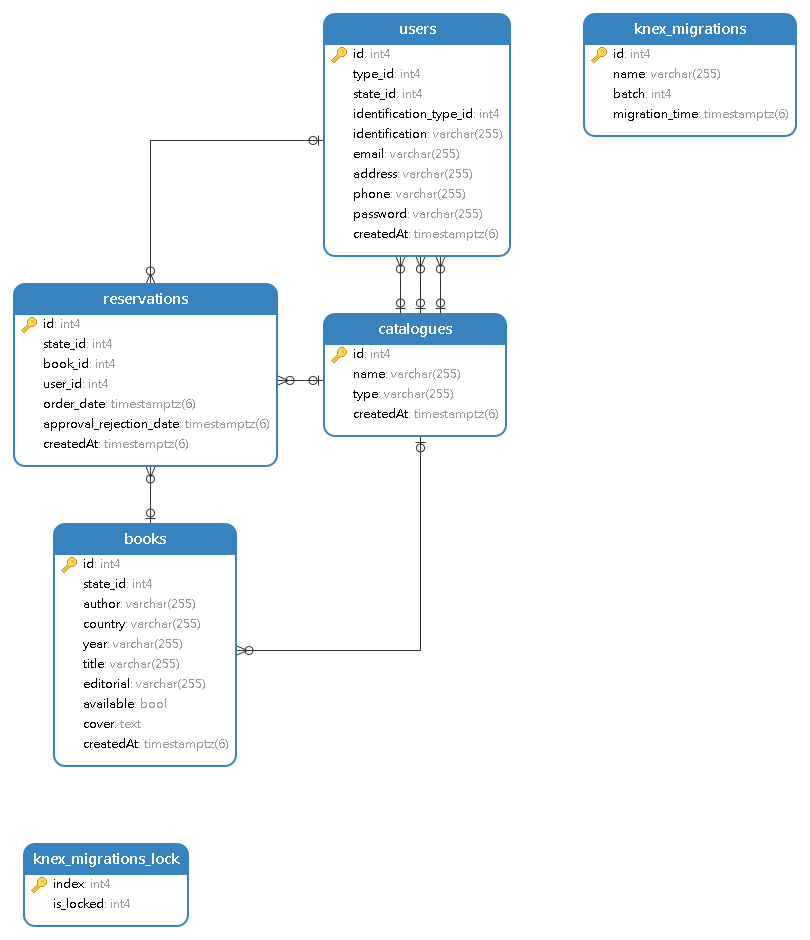 users
id: int4
type_id: int4
state_id: int4
identification_type_id: int4
identification: varchar(255)
email: varchar(255)
address: varchar(255)
phone: varchar(255)
password: varchar(255)
createdAt: timestamptz(6)
knex_migrations
id: int4
name: varchar(255)
batch: int4
migration_time: timestamptz(6)
reservations
id: int4
state_id: int4
book_id: int4
user_id: int4
order_date: timestamptz(6)
approval_rejection_date: timestamptz(6)
createdAt: timestamptz(6)
catalogues
id: int4
name: varchar(255)
type: varchar(255)
createdAt: timestamptz(6)
books
id: int4
state_id: int4
author: varchar(255)
country: varchar(255)
year: varchar(255)
title: varchar(255)
editorial: varchar(255)
available: bool
cover: text
createdAt: timestamptz(6)
knex_migrations_lock
index: int4
is_locked: int4